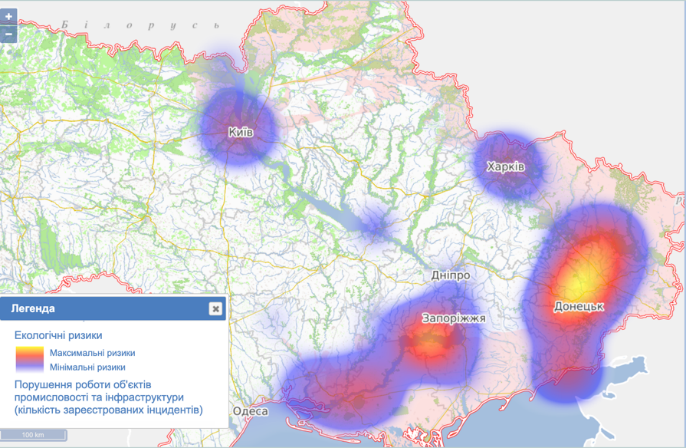 +
Білорусь
−
Київ
Харків
Дніпро
Запоріжжя
Донецьк
Одеса
Легенда
Екологічні ризики
Максимальні ризики
Мінімальні ризики
Порушення роботи об'єктів
промисловості та інфраструктури
(кількість зареєстрованих інцидентів)
100 km